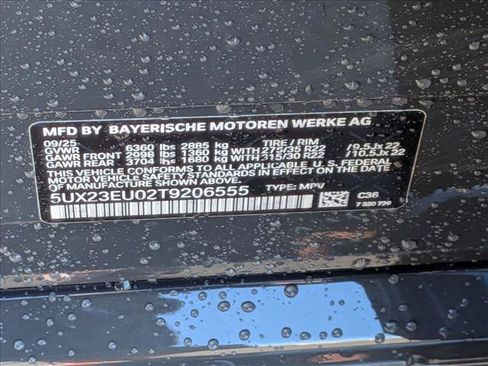 MFD BY BAYERISCHE MOTOREN WERKE AG
09/25 TIRE / RIM
GVWR 6360 lbs 2885 kg
GAWR FRONT 2998 lbs 1360 kg WITH 275/35 R22 / 9.5Jx22
GAWR REAR 3704 lbs 1680 kg WITH 315/30 R22 / 10.5Jx22
THIS VEHICLE CONFORMS TO ALL APPLICABLE U.S. FEDERAL
MOTOR VEHICLE SAFETY STANDARDS IN EFFECT ON THE
DATE OF MANUFACTURE SHOWN ABOVE.
5UX23EU02T9206555 TYPE: MPV
C36
7 320 729